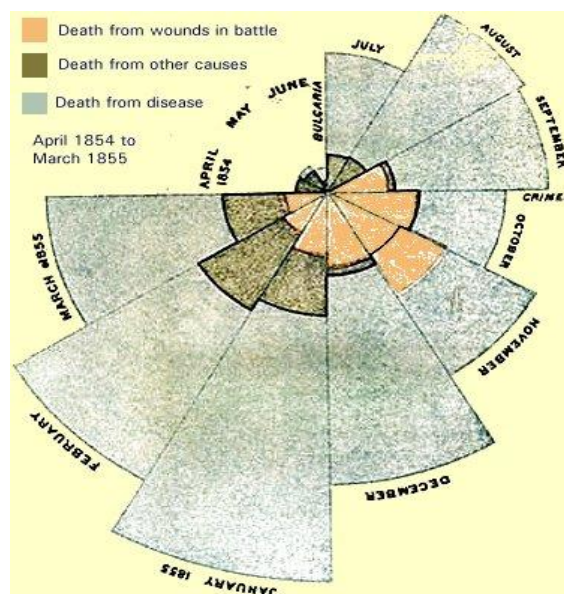 Death from wounds in battle
Death from other causes
Death from disease
April 1854 to
March 1855
APRIL
1854
MAY
JUNE
BULGARIA
JULY
AUGUST
SEPTEMBER
CRIMEA
OCTOBER
NOVEMBER
DECEMBER
JANUARY 1855
FEBRUARY
MARCH 1855